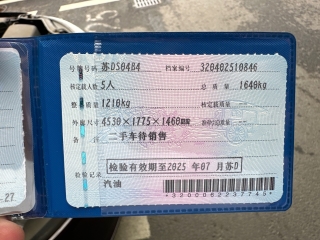 号牌号码 苏DS04R4 档案编号 320402510846
核定载人数 5人 总质量 1640kg
整备质量 1210kg 核定载质量 --
外廓尺寸 4530×1775×1460mm 准牵引总质量 --
备注 二手车待销售
检验有效期至2025年07月苏D
检验记录
汽油
*3200062237745*
.27.